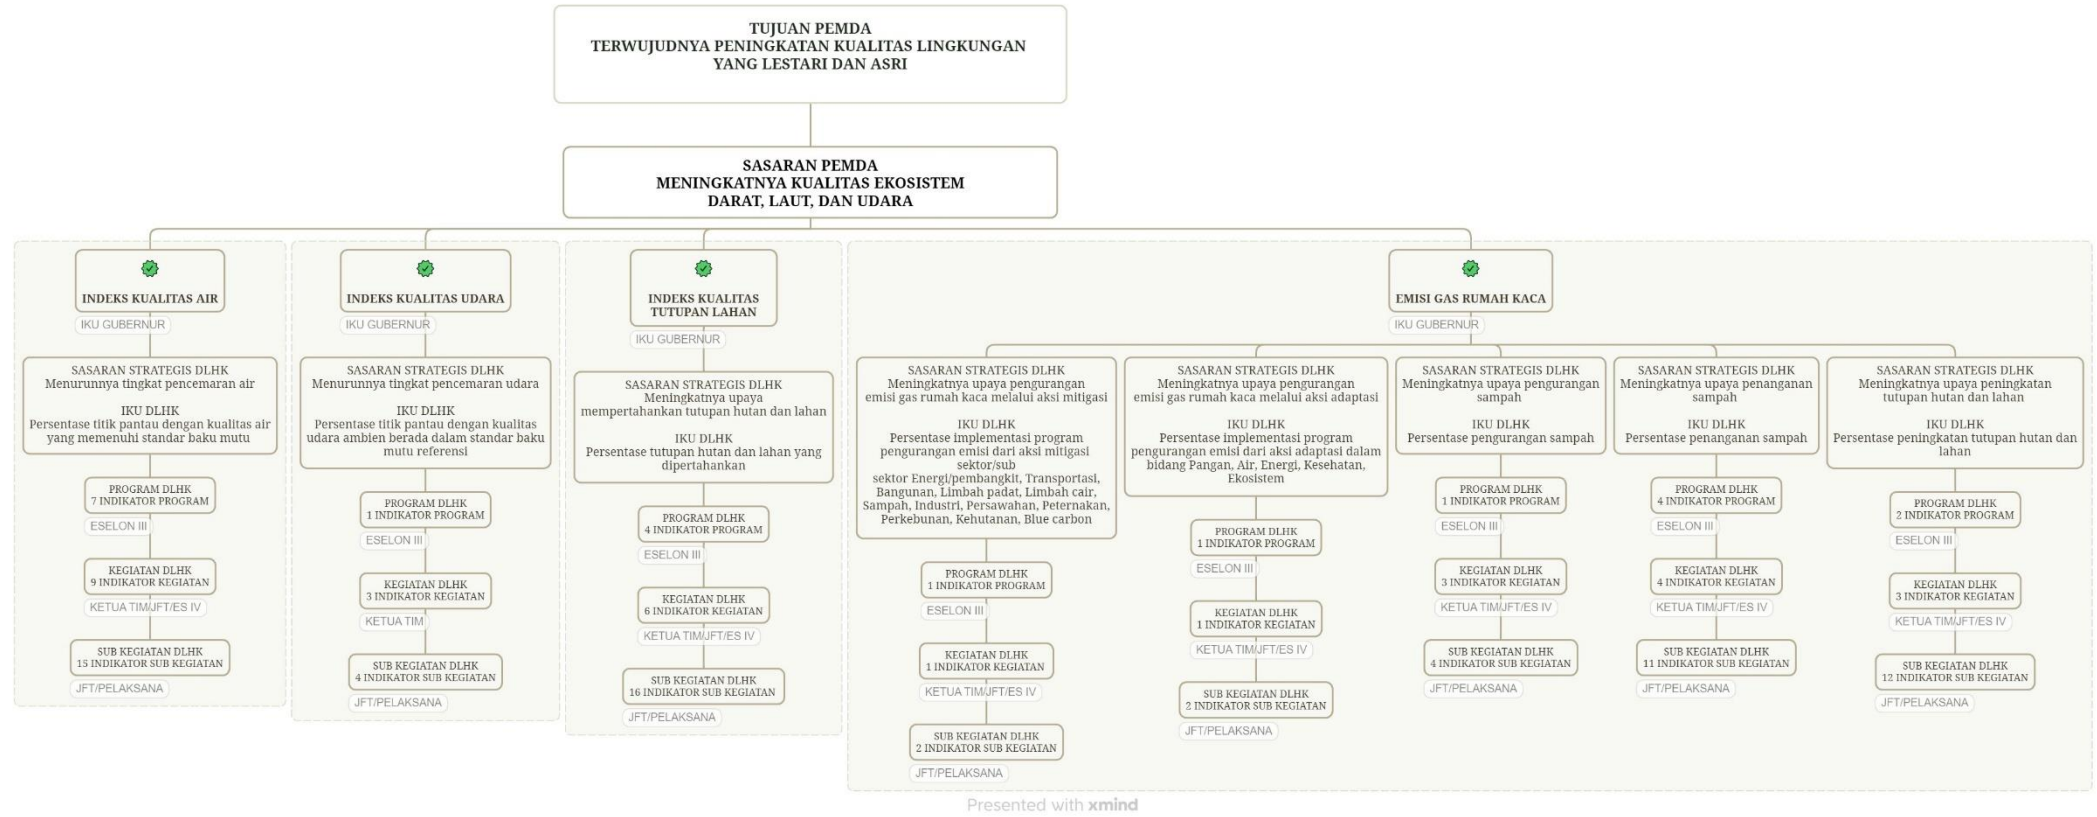 TUJUAN PEMDA
TERWUJUDNYA PENINGKATAN KUALITAS LINGKUNGAN
YANG LESTARI DAN ASRI
SASARAN PEMDA
MENINGKATNYA KUALITAS EKOSISTEM
DARAT, LAUT, DAN UDARA
INDEKS KUALITAS AIR
IKU GUBERNUR
SASARAN STRATEGIS DLHK
Menurunnya tingkat pencemaran air
IKU DLHK
Persentase titik pantau dengan kualitas air
yang memenuhi standar baku mutu
PROGRAM DLHK
7 INDIKATOR PROGRAM
ESELON III
KEGIATAN DLHK
9 INDIKATOR KEGIATAN
KETUA TIM/JFT/ES IV
SUB KEGIATAN DLHK
15 INDIKATOR SUB KEGIATAN
JFT/PELAKSANA
INDEKS KUALITAS UDARA
IKU GUBERNUR
SASARAN STRATEGIS DLHK
Menurunnya tingkat pencemaran udara
IKU DLHK
Persentase titik pantau dengan kualitas
udara ambien berada dalam standar baku
mutu referensi
PROGRAM DLHK
1 INDIKATOR PROGRAM
ESELON III
KEGIATAN DLHK
3 INDIKATOR KEGIATAN
KETUA TIM
SUB KEGIATAN DLHK
4 INDIKATOR SUB KEGIATAN
JFT/PELAKSANA
INDEKS KUALITAS
TUTUPAN LAHAN
IKU GUBERNUR
SASARAN STRATEGIS DLHK
Meningkatnya upaya
mempertahankan tutupan hutan dan lahan
IKU DLHK
Persentase tutupan hutan dan lahan yang
dipertahankan
PROGRAM DLHK
4 INDIKATOR PROGRAM
ESELON III
KEGIATAN DLHK
6 INDIKATOR KEGIATAN
KETUA TIM/JFT/ES IV
SUB KEGIATAN DLHK
16 INDIKATOR SUB KEGIATAN
JFT/PELAKSANA
EMISI GAS RUMAH KACA
IKU GUBERNUR
SASARAN STRATEGIS DLHK
Meningkatnya upaya pengurangan
emisi gas rumah kaca melalui aksi mitigasi
IKU DLHK
Persentase implementasi program
pengurangan emisi dari aksi mitigasi
sektor/sub
sektor Energi/pembangkit, Transportasi,
Bangunan, Limbah padat, Limbah cair,
Sampah, Industri, Persawahan, Peternakan,
Perkebunan, Kehutanan, Blue carbon
PROGRAM DLHK
1 INDIKATOR PROGRAM
ESELON III
KEGIATAN DLHK
1 INDIKATOR KEGIATAN
KETUA TIM/JFT/ES IV
SUB KEGIATAN DLHK
2 INDIKATOR SUB KEGIATAN
JFT/PELAKSANA
SASARAN STRATEGIS DLHK
Meningkatnya upaya pengurangan
emisi gas rumah kaca melalui aksi adaptasi
IKU DLHK
Persentase implementasi program
pengurangan emisi dari aksi adaptasi dalam
bidang Pangan, Air, Energi, Kesehatan,
Ekosistem
PROGRAM DLHK
1 INDIKATOR PROGRAM
ESELON III
KEGIATAN DLHK
1 INDIKATOR KEGIATAN
KETUA TIM/JFT/ES IV
SUB KEGIATAN DLHK
2 INDIKATOR SUB KEGIATAN
JFT/PELAKSANA
SASARAN STRATEGIS DLHK
Meningkatnya upaya pengurangan
sampah
IKU DLHK
Persentase pengurangan sampah
PROGRAM DLHK
1 INDIKATOR PROGRAM
ESELON III
KEGIATAN DLHK
3 INDIKATOR KEGIATAN
KETUA TIM/JFT/ES IV
SUB KEGIATAN DLHK
4 INDIKATOR SUB KEGIATAN
JFT/PELAKSANA
SASARAN STRATEGIS DLHK
Meningkatnya upaya penanganan
sampah
IKU DLHK
Persentase penanganan sampah
PROGRAM DLHK
4 INDIKATOR PROGRAM
ESELON III
KEGIATAN DLHK
4 INDIKATOR KEGIATAN
KETUA TIM/JFT/ES IV
SUB KEGIATAN DLHK
11 INDIKATOR SUB KEGIATAN
JFT/PELAKSANA
SASARAN STRATEGIS DLHK
Meningkatnya upaya peningkatan
tutupan hutan dan lahan
IKU DLHK
Persentase peningkatan tutupan hutan dan
lahan
PROGRAM DLHK
2 INDIKATOR PROGRAM
ESELON III
KEGIATAN DLHK
3 INDIKATOR KEGIATAN
KETUA TIM/JFT/ES IV
SUB KEGIATAN DLHK
12 INDIKATOR SUB KEGIATAN
JFT/PELAKSANA
Presented with xmind